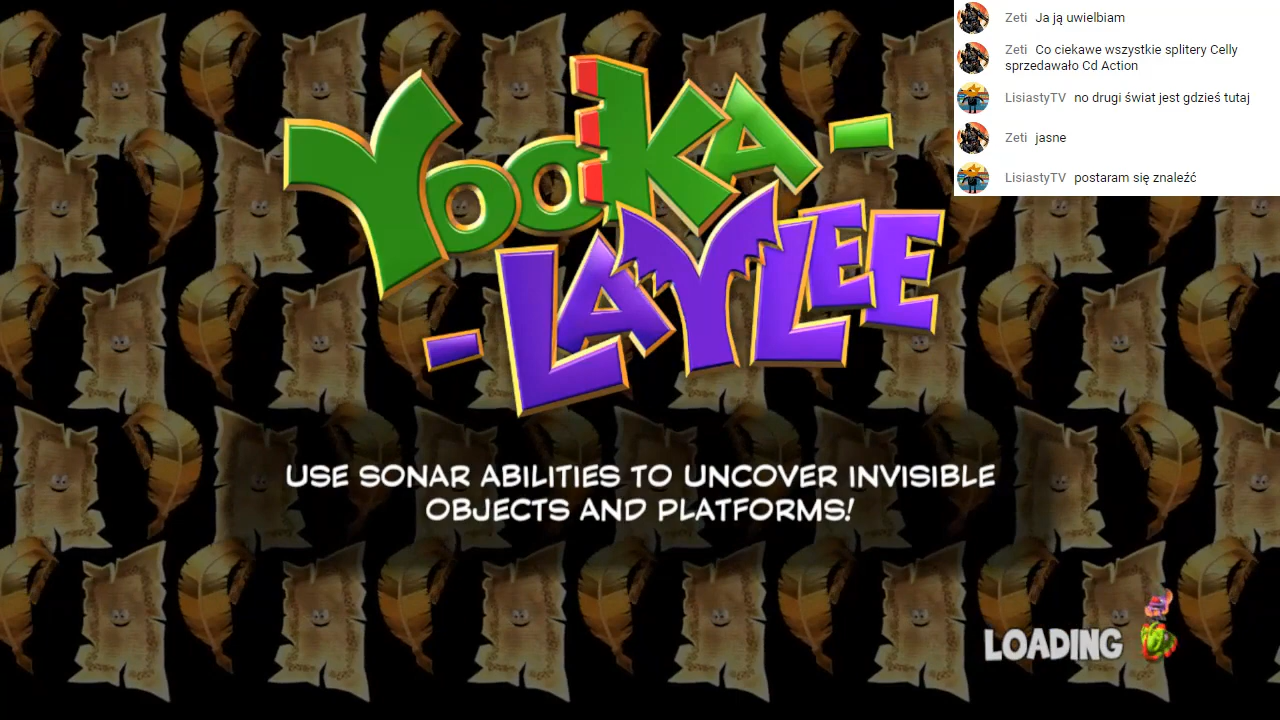 Zeti Ja ją uwielbiam
Zeti Co ciekawe wszystkie splitery Celly
sprzedawało Cd Action
LisiastyTV no drugi świat jest gdzieś tutaj
Zeti jasne
LisiastyTV postaram się znaleźć
YOOKA-
-LAYLEE
USE SONAR ABILITIES TO UNCOVER INVISIBLE
OBJECTS AND PLATFORMS!
LOADING